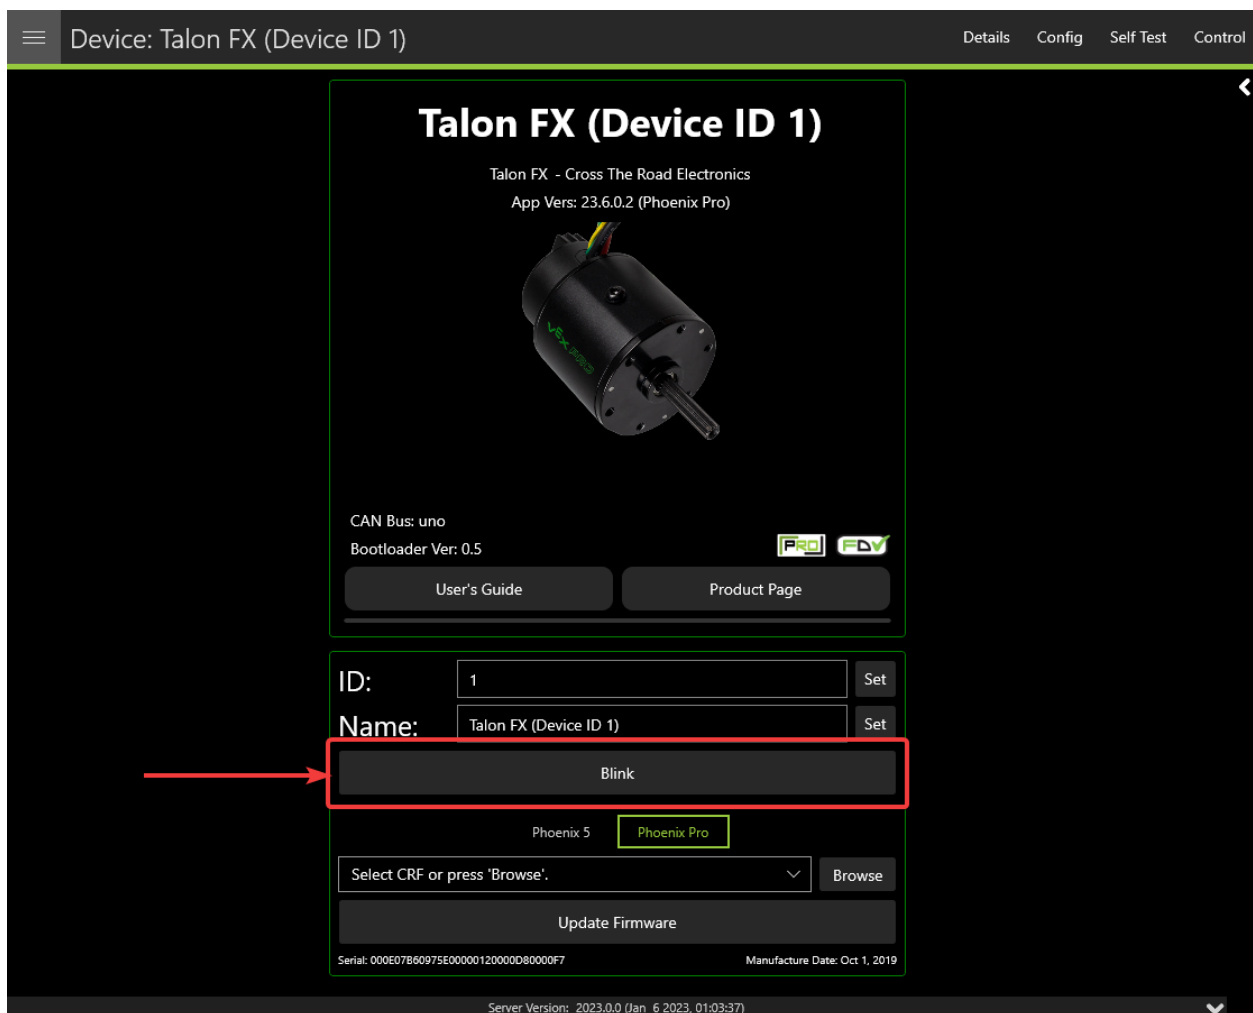 Device: Talon FX (Device ID 1)
Details Config Self Test Control
Talon FX (Device ID 1)
Talon FX - Cross The Road Electronics
App Vers: 23.6.0.2 (Phoenix Pro)
VEX PRO
CAN Bus: uno
Bootloader Ver: 0.5
PRO FDV
User's Guide Product Page
ID: 1 Set
Name: Talon FX (Device ID 1) Set
Blink
Phoenix 5 Phoenix Pro
Select CRF or press 'Browse'. Browse
Update Firmware
Serial: 000E07B60975E00000120000D80000F7 Manufacture Date: Oct 1, 2019
Server Version: 2023.0.0 (Jan 6 2023, 01:03:37)